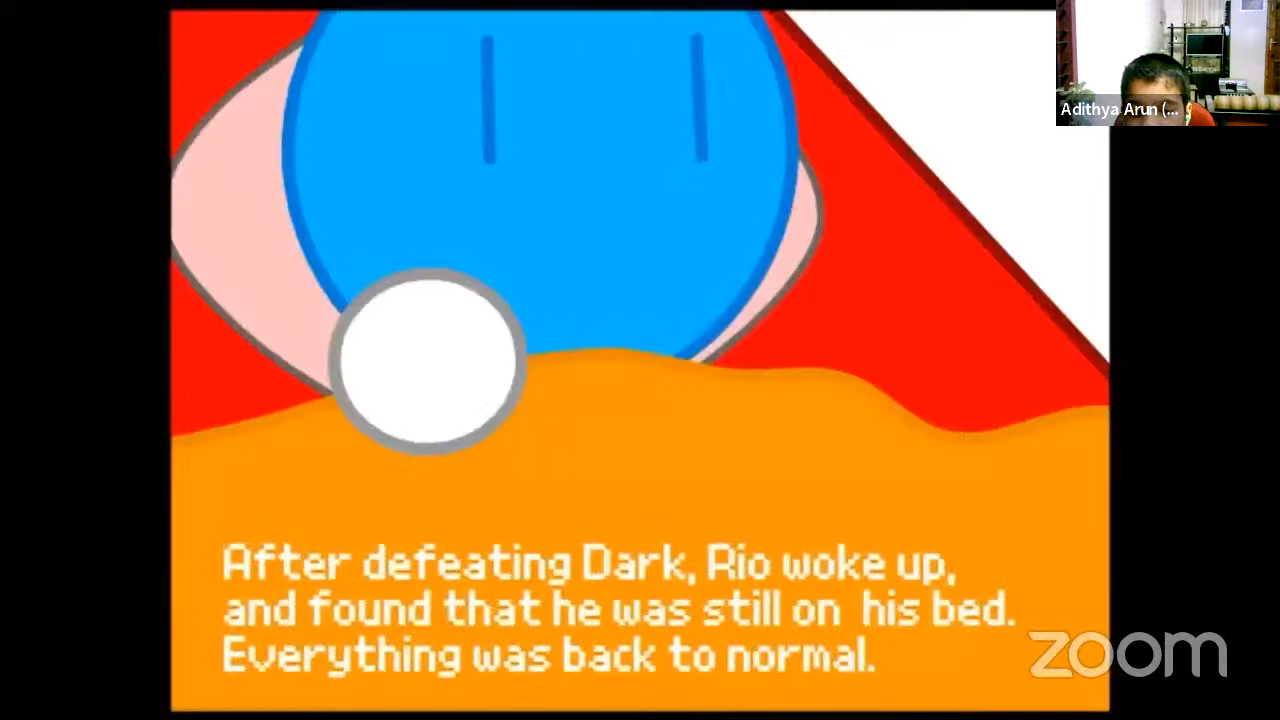 Adithya Arun (...
After defeating Dark, Rio woke up,
and found that he was still on his bed.
Everything was back to normal.
zoom